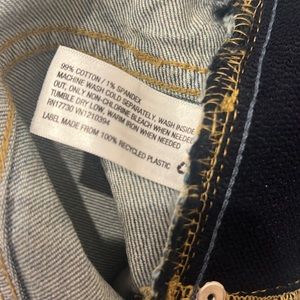 99% COTTON / 1% SPANDEX
MACHINE WASH COLD SEPARATELY, WASH INSIDE
OUT, ONLY NON-CHLORINE BLEACH WHEN NEEDED
TUMBLE DRY LOW, WARM IRON WHEN NEEDED
RN17730 VN1210394
LABEL MADE FROM 100% RECYCLED PLASTIC